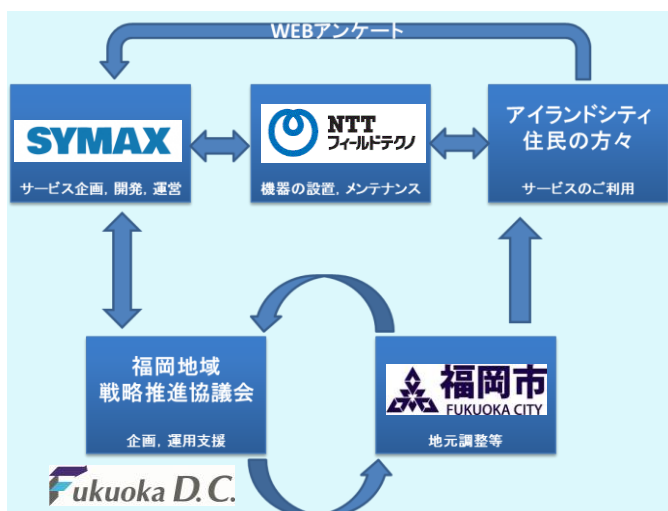 WEBアンケート
SYMAX
サービス企画, 開発, 運営
NTT
フィールドテクノ
機器の設置, メンテナンス
アイランドシティ
住民の方々
サービスのご利用
福岡地域
戦略推進協議会
企画, 運用支援
福岡市
FUKUOKA CITY
地元調整等
Fukuoka D.C.